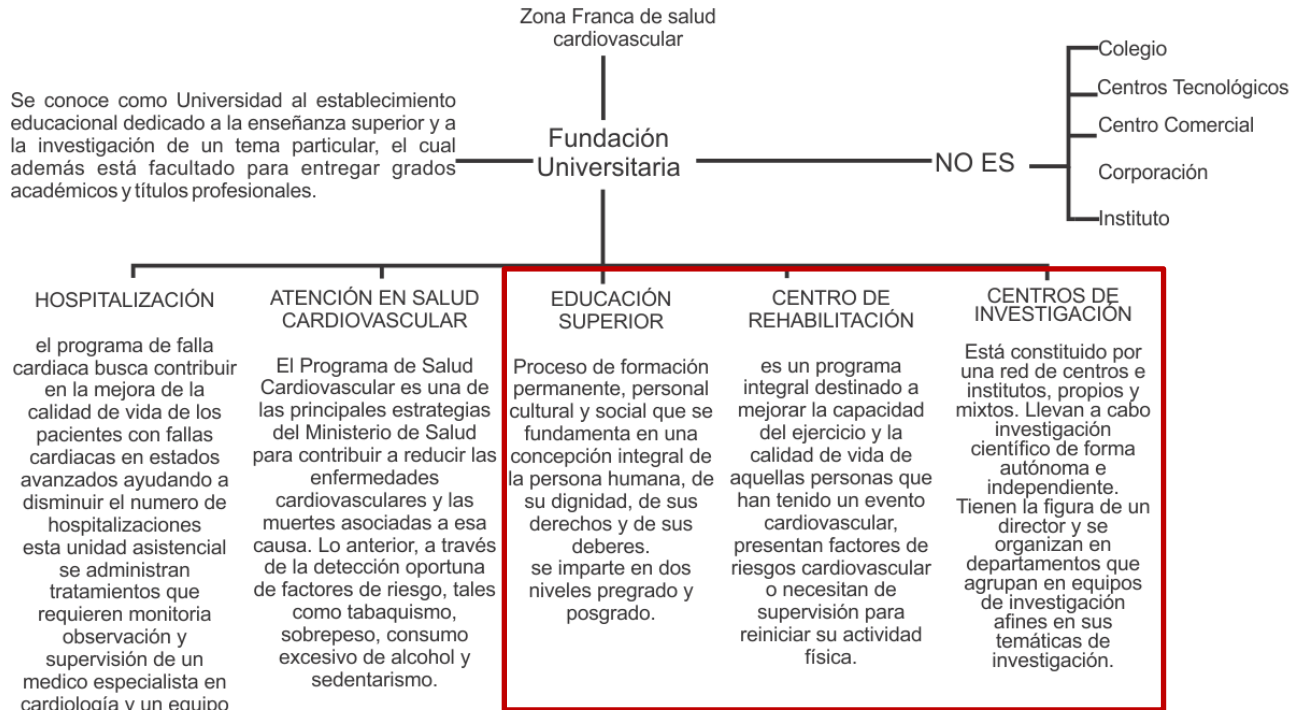 Zona Franca de salud
cardiovascular
Se conoce como Universidad al establecimiento
educacional dedicado a la enseñanza superior y a
la investigación de un tema particular, el cual
además está facultado para entregar grados
académicos y títulos profesionales.
Fundación
Universitaria
NO ES
Colegio
Centros Tecnológicos
Centro Comercial
Corporación
Instituto
HOSPITALIZACIÓN
el programa de falla
cardiaca busca contribuir
en la mejora de la
calidad de vida de los
pacientes con fallas
cardiacas en estados
avanzados ayudando a
disminuir el numero de
hospitalizaciones
esta unidad asistencial
se administran
tratamientos que
requieren monitoria
observación y
supervisión de un
medico especialista en
cardiología y un equipo
ATENCIÓN EN SALUD
CARDIOVASCULAR
El Programa de Salud
Cardiovascular es una de
las principales estrategias
del Ministerio de Salud
para contribuir a reducir las
enfermedades
cardiovasculares y las
muertes asociadas a esa
causa. Lo anterior, a través
de la detección oportuna
de factores de riesgo, tales
como tabaquismo,
sobrepeso, consumo
excesivo de alcohol y
sedentarismo.
EDUCACIÓN
SUPERIOR
Proceso de formación
permanente, personal
cultural y social que se
fundamenta en una
concepción integral de
la persona humana, de
su dignidad, de sus
derechos y de sus
deberes.
se imparte en dos
niveles pregrado y
posgrado.
CENTRO DE
REHABILITACIÓN
es un programa
integral destinado a
mejorar la capacidad
del ejercicio y la
calidad de vida de
aquellas personas que
han tenido un evento
cardiovascular,
presentan factores de
riesgos cardiovascular
o necesitan de
supervisión para
reiniciar su actividad
física.
CENTROS DE
INVESTIGACIÓN
Está constituido por
una red de centros e
institutos, propios y
mixtos. Llevan a cabo
investigación
científico de forma
autónoma e
independiente.
Tienen la figura de un
director y se
organizan en
departamentos que
agrupan en equipos
de investigación
afines en sus
temáticas de
investigación.